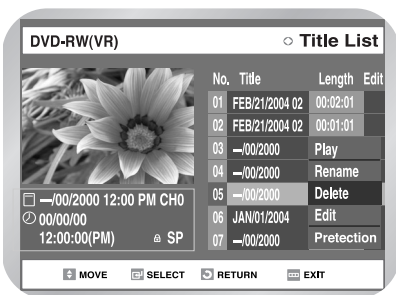 DVD-RW(VR) Title List
No. Title Length Edit
01 FEB/21/2004 02 00:02:01
02 FEB/21/2004 02 00:01:01
03 —/00/2000 Play
04 —/00/2000 Rename
05 —/00/2000 Delete
06 JAN/01/2004 Edit
07 —/00/2000 Pretection
—/00/2000 12:00 PM CH0
00/00/00
12:00:00(PM) SP
MOVE SELECT RETURN EXIT